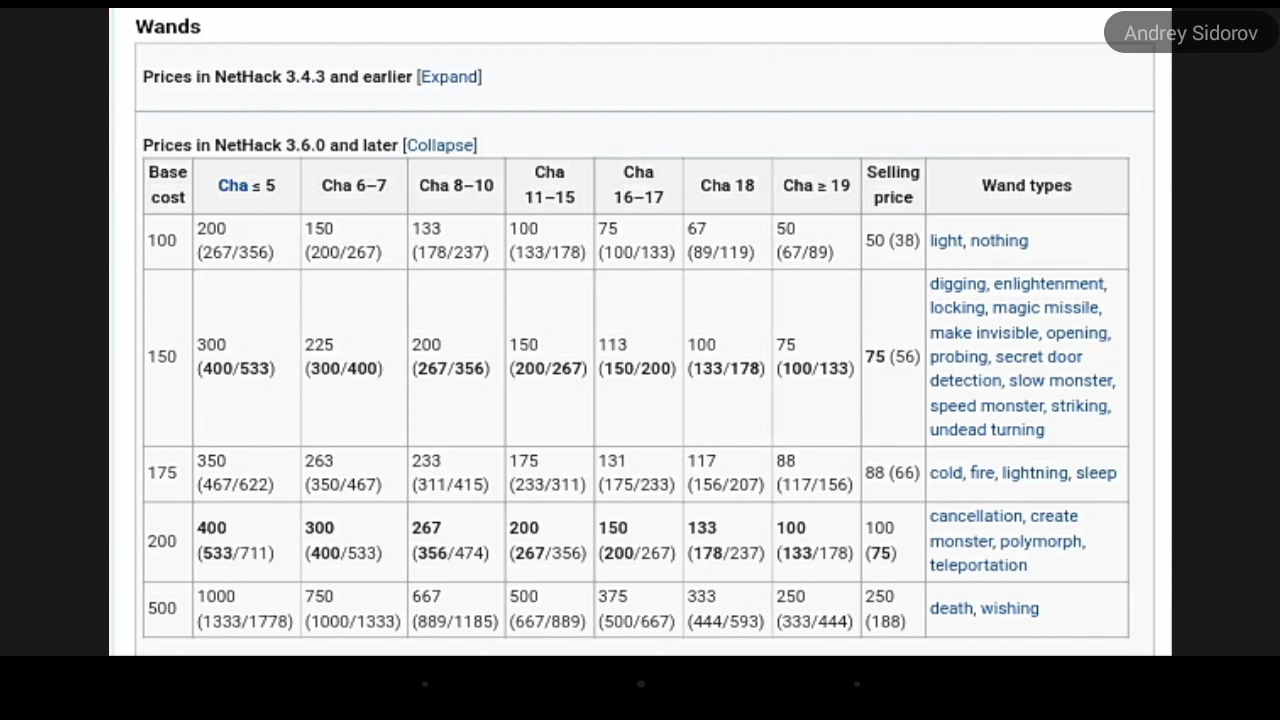 Wands
Andrey Sidorov
Prices in NetHack 3.4.3 and earlier [Expand]
Prices in NetHack 3.6.0 and later [Collapse]
Base cost Cha ≤ 5 Cha 6–7 Cha 8–10 Cha 11–15 Cha 16–17 Cha 18 Cha ≥ 19 Selling price Wand types
100 200 (267/356) 150 (200/267) 133 (178/237) 100 (133/178) 75 (100/133) 67 (89/119) 50 (67/89) 50 (38) light, nothing
150 300 (400/533) 225 (300/400) 200 (267/356) 150 (200/267) 113 (150/200) 100 (133/178) 75 (100/133) 75 (56) digging, enlightenment,
locking, magic missile,
make invisible, opening,
probing, secret door
detection, slow monster,
speed monster, striking,
undead turning
175 350 (467/622) 263 (350/467) 233 (311/415) 175 (233/311) 131 (175/233) 117 (156/207) 88 (117/156) 88 (66) cold, fire, lightning, sleep
200 400 (533/711) 300 (400/533) 267 (356/474) 200 (267/356) 150 (200/267) 133 (178/237) 100 (133/178) 100 (75) cancellation, create
monster, polymorph,
teleportation
500 1000 (1333/1778) 750 (1000/1333) 667 (889/1185) 500 (667/889) 375 (500/667) 333 (444/593) 250 (333/444) 250 (188) death, wishing